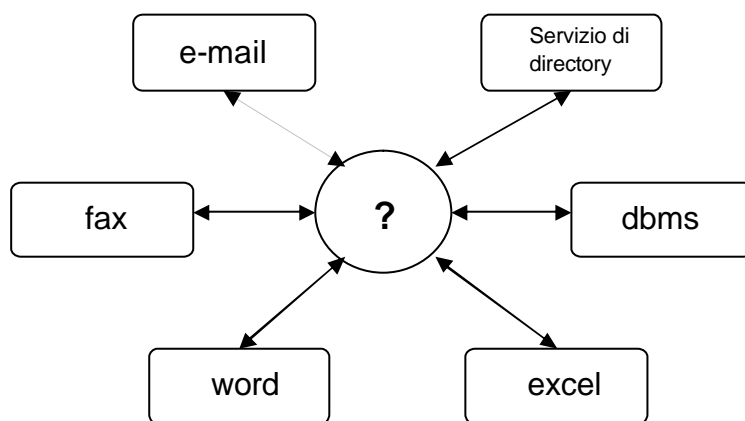 e-mail
Servizio di
directory
fax
?
dbms
word
excel